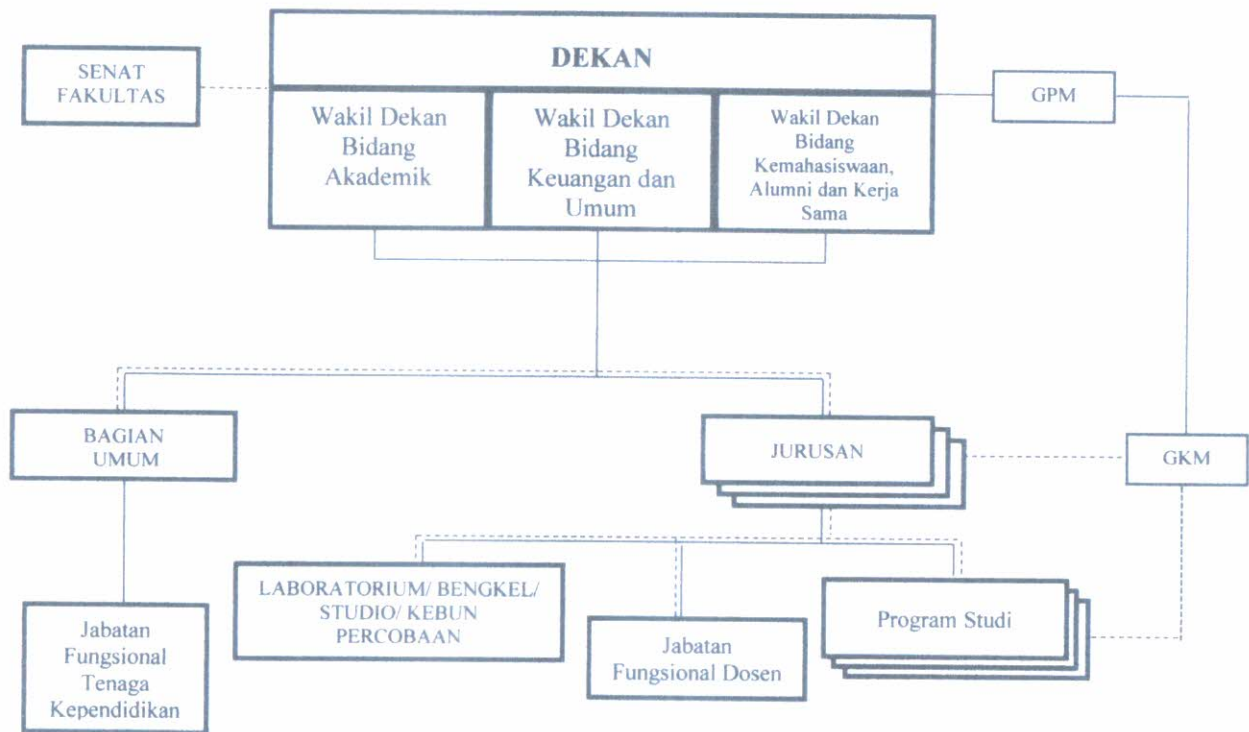 DEKAN
SENAT
FAKULTAS
GPM
Wakil Dekan
Bidang
Akademik
Wakil Dekan
Bidang
Keuangan dan
Umum
Wakil Dekan
Bidang
Kemahasiswaan,
Alumni dan Kerja
Sama
BAGIAN
UMUM
JURUSAN
GKM
LABORATORIUM/ BENGKEL/
STUDIO/ KEBUN
PERCOBAAN
Jabatan
Fungsional Dosen
Program Studi
Jabatan
Fungsional
Tenaga
Kependidikan